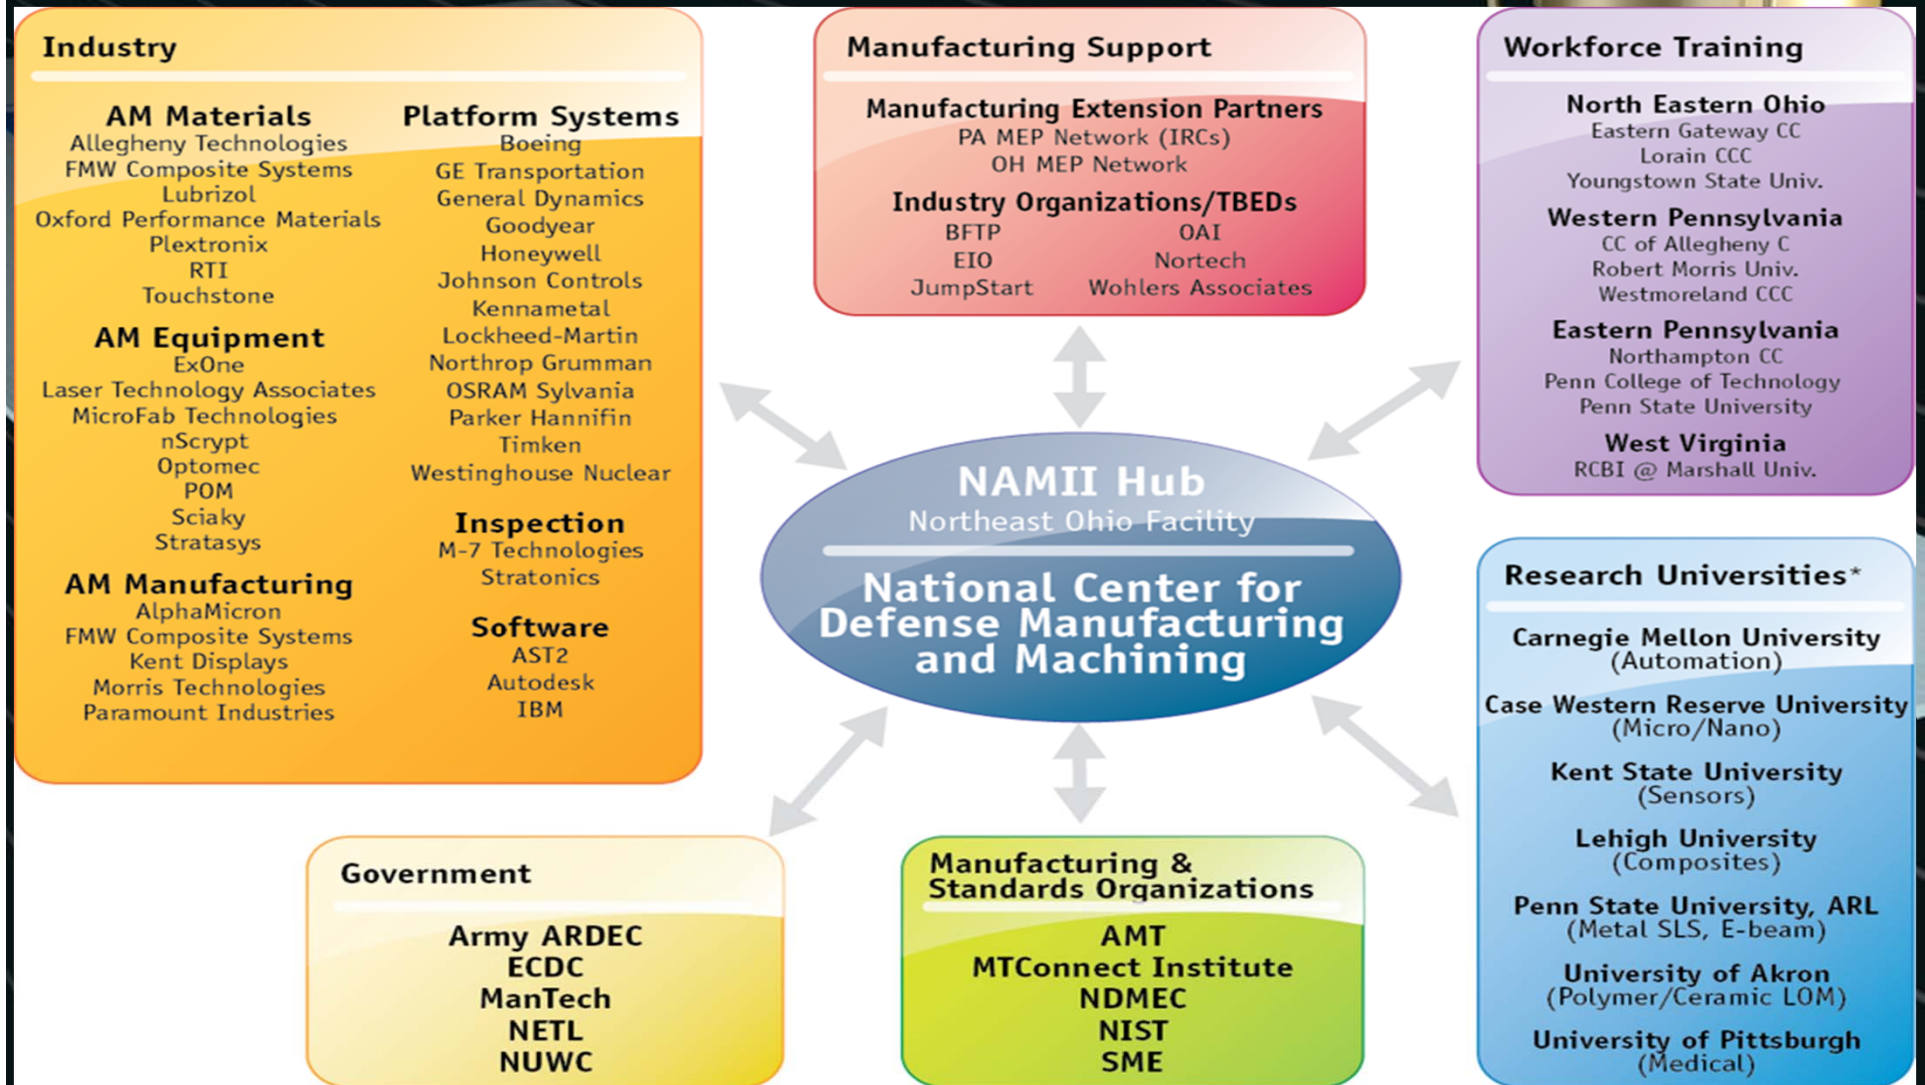 Industry
AM Materials
Allegheny Technologies
FMW Composite Systems
Lubrizol
Oxford Performance Materials
Plextronix
RTI
Touchstone
AM Equipment
ExOne
Laser Technology Associates
MicroFab Technologies
nScrypt
Optomec
POM
Sciaky
Stratasys
AM Manufacturing
AlphaMicron
FMW Composite Systems
Kent Displays
Morris Technologies
Paramount Industries
Platform Systems
Boeing
GE Transportation
General Dynamics
Goodyear
Honeywell
Johnson Controls
Kennametal
Lockheed-Martin
Northrop Grumman
OSRAM Sylvania
Parker Hannifin
Timken
Westinghouse Nuclear
Inspection
M-7 Technologies
Stratonics
Software
AST2
Autodesk
IBM
Manufacturing Support
Manufacturing Extension Partners
PA MEP Network (IRCs)
OH MEP Network
Industry Organizations/TBEDs
BFTP OAI
EIO Nortech
JumpStart Wohlers Associates
Workforce Training
North Eastern Ohio
Eastern Gateway CC
Lorain CCC
Youngstown State Univ.
Western Pennsylvania
CC of Allegheny C
Robert Morris Univ.
Westmoreland CCC
Eastern Pennsylvania
Northampton CC
Penn College of Technology
Penn State University
West Virginia
RCBI @ Marshall Univ.
NAMII Hub
Northeast Ohio Facility
National Center for
Defense Manufacturing
and Machining
Research Universities*
Carnegie Mellon University
(Automation)
Case Western Reserve University
(Micro/Nano)
Kent State University
(Sensors)
Lehigh University
(Composites)
Penn State University, ARL
(Metal SLS, E-beam)
University of Akron
(Polymer/Ceramic LOM)
University of Pittsburgh
(Medical)
Government
Army ARDEC
ECDC
ManTech
NETL
NUWC
Manufacturing &
Standards Organizations
AMT
MTConnect Institute
NDMEC
NIST
SME